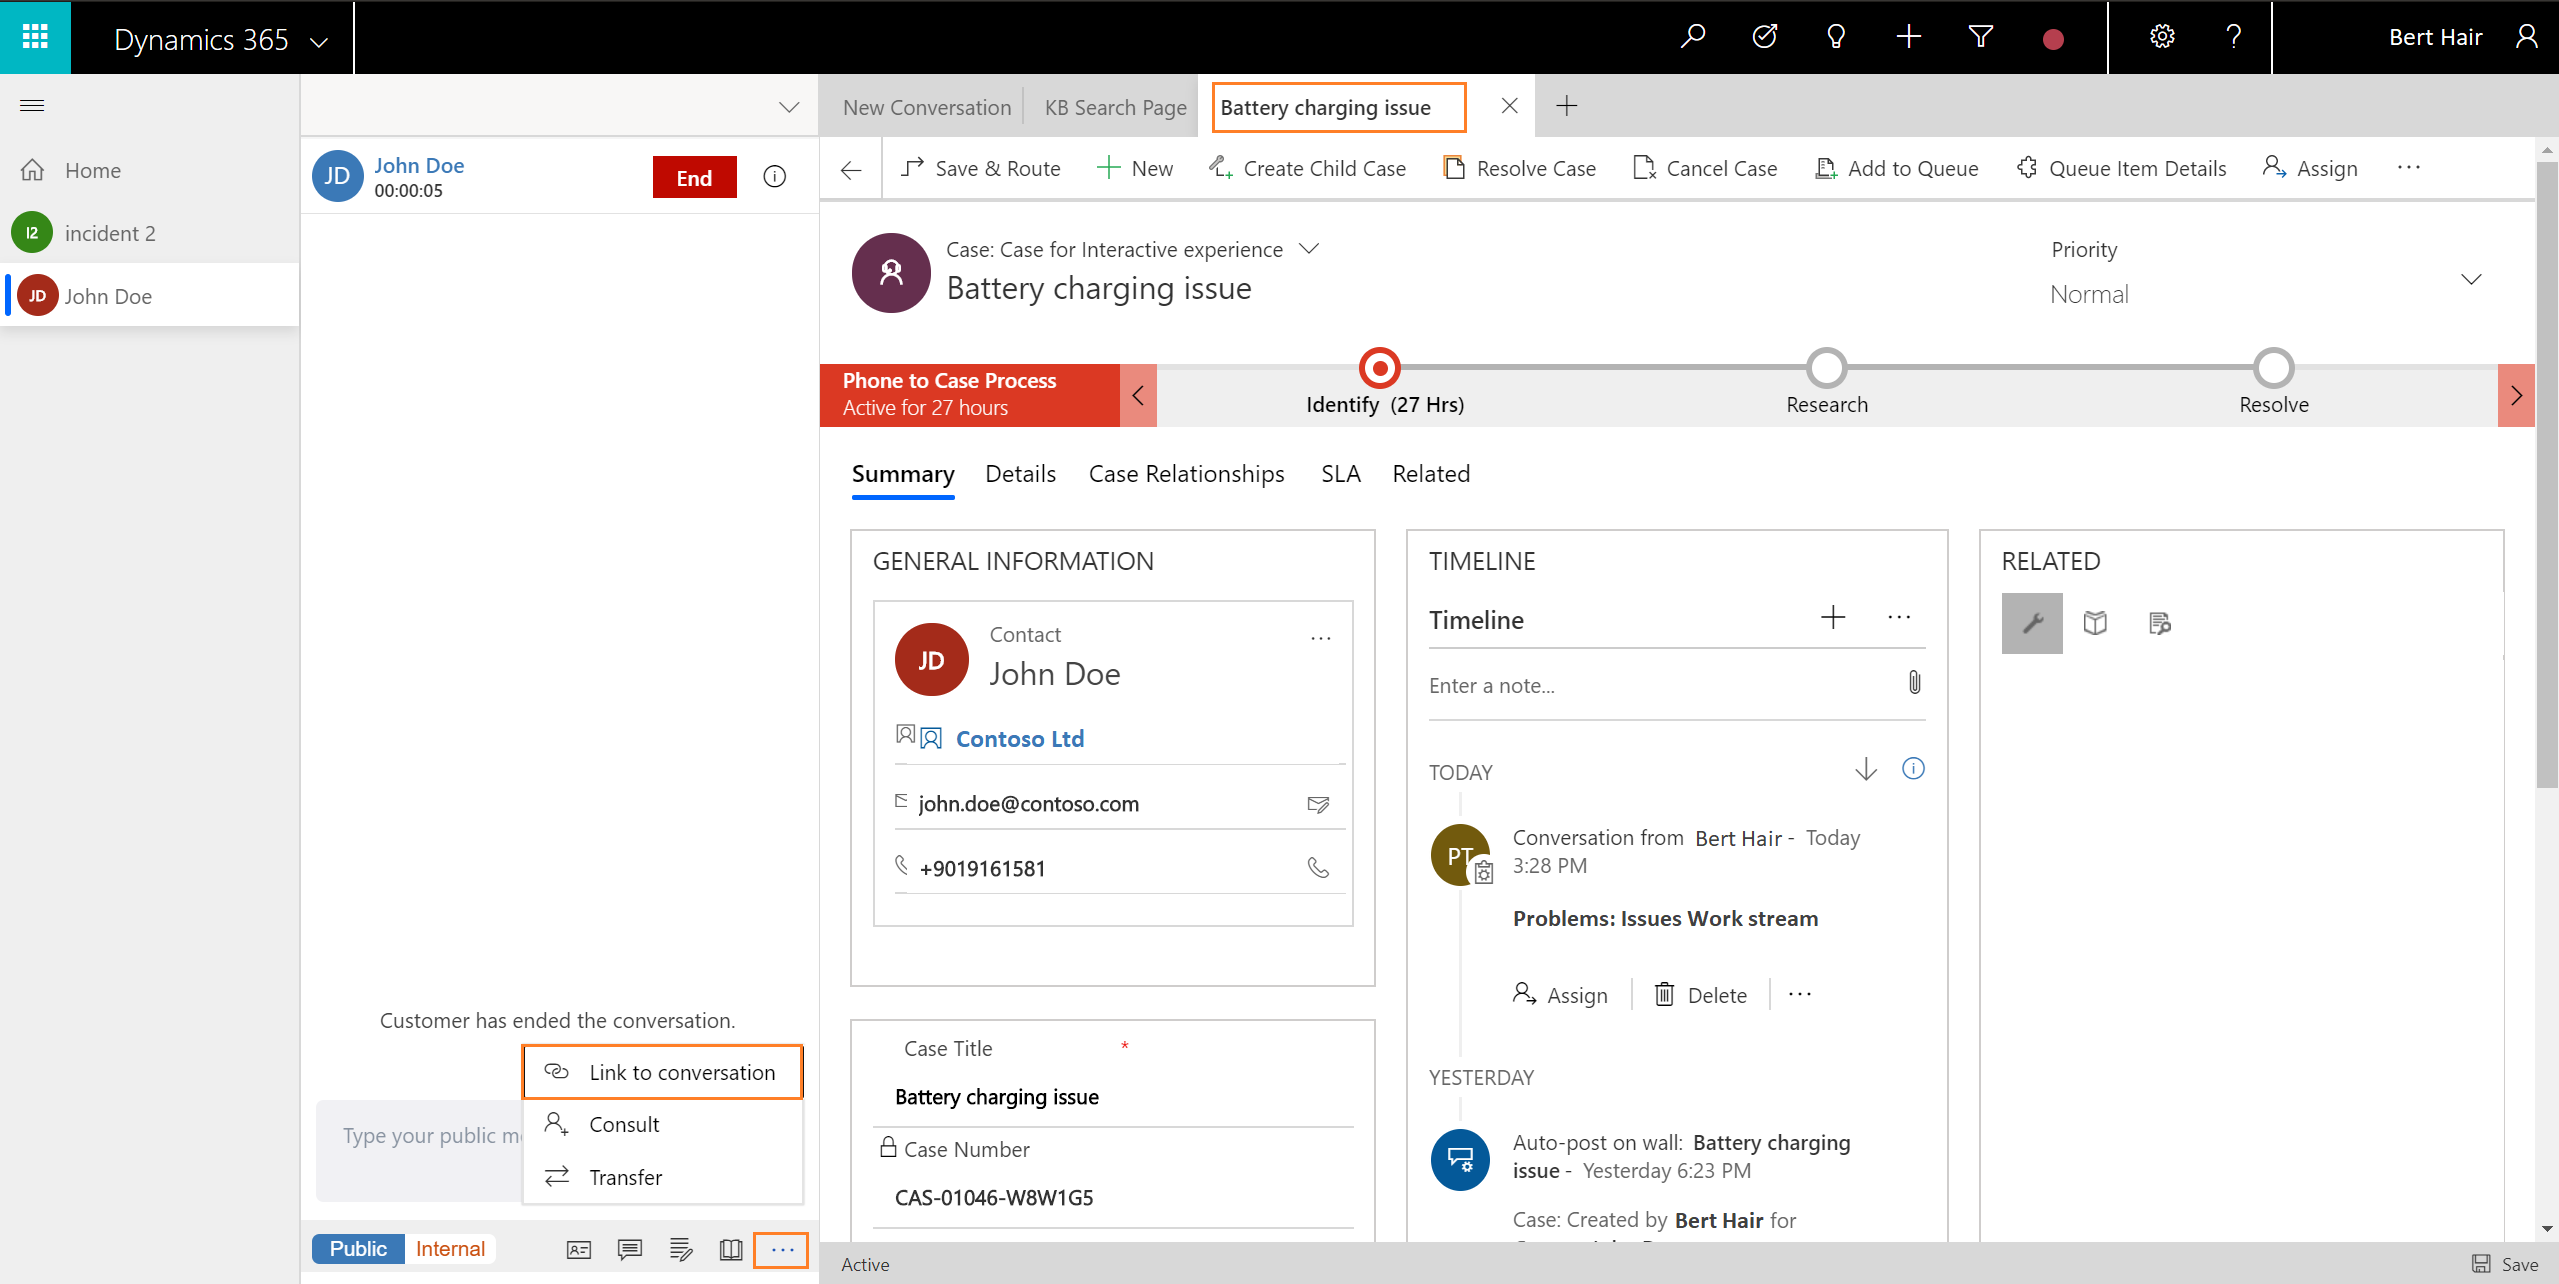 Dynamics 365
Bert Hair
Home
I2 incident 2
JD John Doe
JD John Doe
00:00:05
End
Customer has ended the conversation.
Link to conversation
Consult
Transfer
Type your public m
Public Internal
New Conversation KB Search Page Battery charging issue
Save & Route New Create Child Case Resolve Case Cancel Case Add to Queue Queue Item Details Assign
Case: Case for Interactive experience
Battery charging issue
Priority
Normal
Phone to Case Process
Active for 27 hours
Identify (27 Hrs)
Research
Resolve
Summary Details Case Relationships SLA Related
GENERAL INFORMATION
JD
Contact
John Doe
Contoso Ltd
john.doe@contoso.com
+9019161581
Case Title *
Battery charging issue
Case Number
CAS-01046-W8W1G5
TIMELINE
Timeline
Enter a note...
TODAY
PT
Conversation from Bert Hair - Today
3:28 PM
Problems: Issues Work stream
Assign Delete
YESTERDAY
Auto-post on wall: Battery charging
issue - Yesterday 6:23 PM
Case: Created by Bert Hair for
RELATED
Active
Save